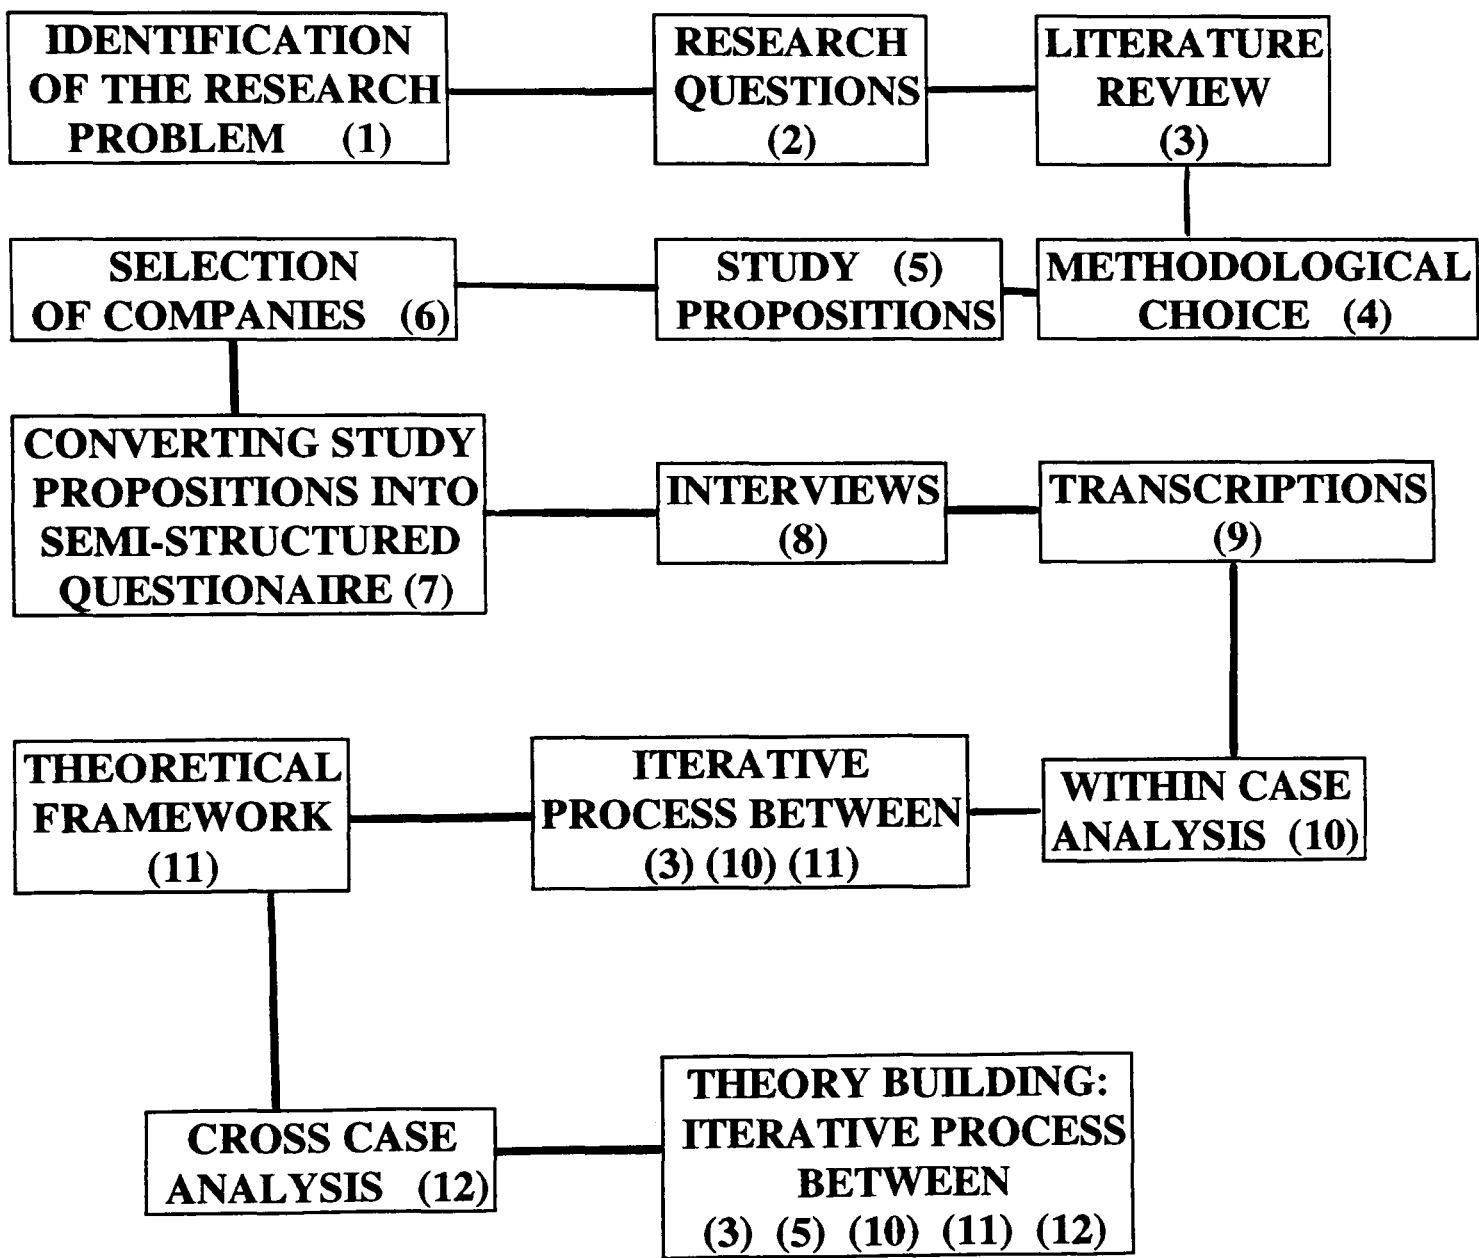 IDENTIFICATION
OF THE RESEARCH
PROBLEM (1)
RESEARCH
QUESTIONS
(2)
LITERATURE
REVIEW
(3)
METHODOLOGICAL
CHOICE (4)
STUDY (5)
PROPOSITIONS
SELECTION
OF COMPANIES (6)
CONVERTING STUDY
PROPOSITIONS INTO
SEMI-STRUCTURED
QUESTIONAIRE (7)
INTERVIEWS
(8)
TRANSCRIPTIONS
(9)
WITHIN CASE
ANALYSIS (10)
ITERATIVE
PROCESS BETWEEN
(3) (10) (11)
THEORETICAL
FRAMEWORK
(11)
CROSS CASE
ANALYSIS (12)
THEORY BUILDING:
ITERATIVE PROCESS
BETWEEN
(3) (5) (10) (11) (12)